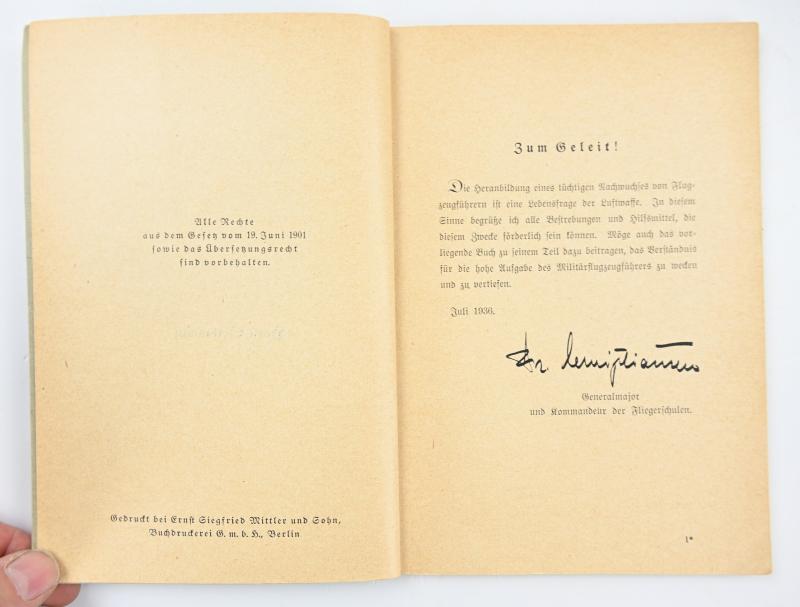 Alle Rechte
aus dem Gesetz vom 19. Juni 1901
sowie das Übersetzungsrecht
sind vorbehalten.
Gedruckt bei Ernst Siegfried Mittler und Sohn,
Buchdruckerei G. m. b. H., Berlin
Zum Geleit!
Die Heranbildung eines tüchtigen Nachwuchses von Flug-
zeugführern ist eine Lebensfrage der Luftwaffe. In diesem
Sinne begrüße ich alle Bestrebungen und Hilfsmittel, die
diesem Zwecke förderlich sein können. Möge auch das vor-
liegende Buch zu seinem Teil dazu beitragen, das Verständnis
für die hohe Aufgabe des Militärflugzeugführers zu wecken
und zu vertiefen.
Juli 1936.
Generalmajor
und Kommandeur der Fliegerschulen.
1*